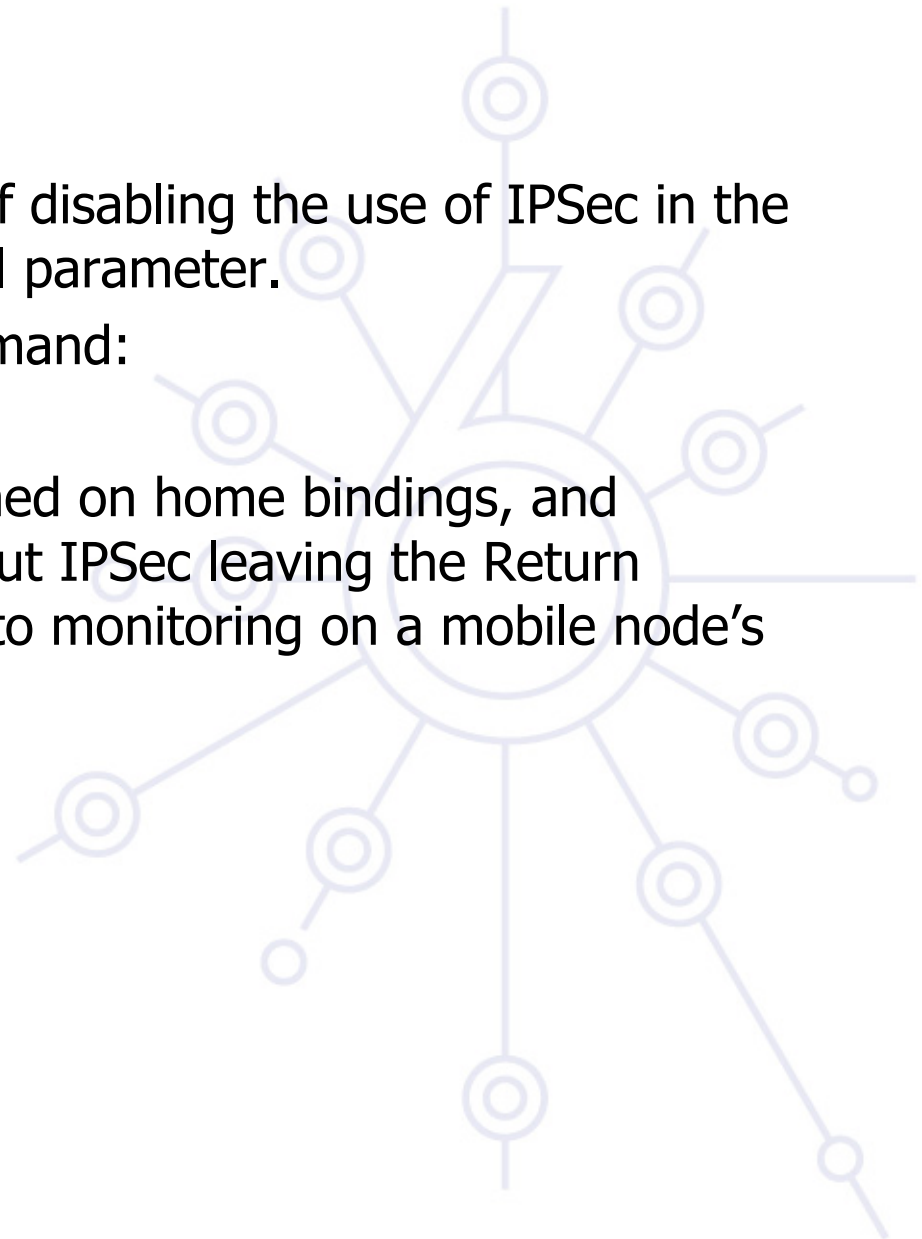 f disabling the use of IPSec in the
parameter.
mand:
ned on home bindings, and
ut IPSec leaving the Return
to monitoring on a mobile node’s